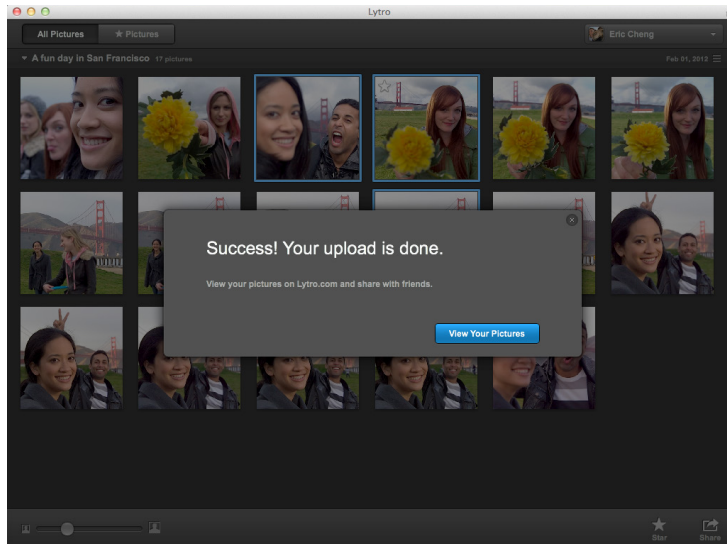 Lytro
All Pictures ★ Pictures
Eric Cheng
A fun day in San Francisco 17 pictures
Feb 01, 2012
Success! Your upload is done.
View your pictures on Lytro.com and share with friends.
View Your Pictures
Star
Share